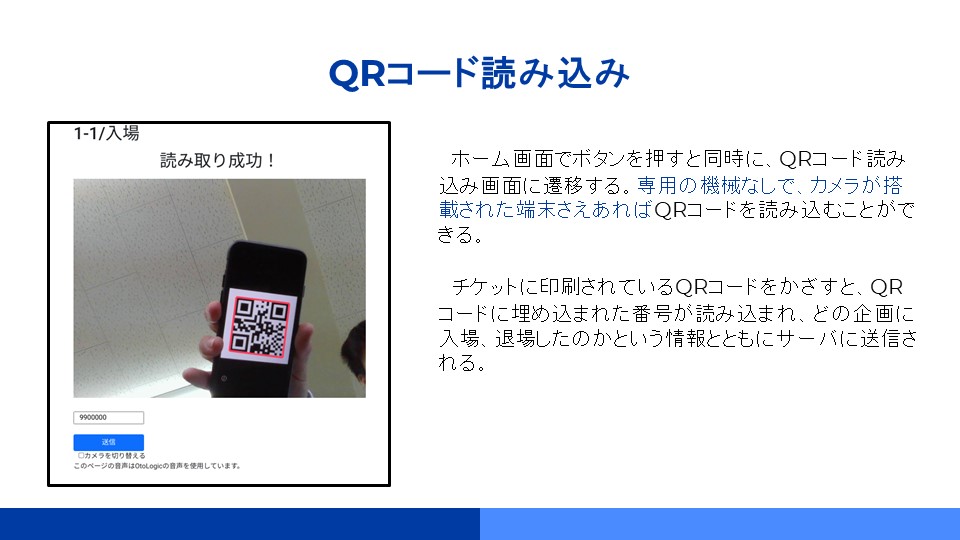 QRコード読み込み
1-1/入場
読み取り成功！
9900000
送信
□カメラを切り替える
このページの音声はOtoLogicの音声を使用しています。
ホーム画面でボタンを押すと同時に、QRコード読み
込み画面に遷移する。専用の機械なしで、カメラが搭
載された端末さえあればQRコードを読み込むことがで
きる。
チケットに印刷されているQRコードをかざすと、QR
コードに埋め込まれた番号が読み込まれ、どの企画に
入場、退場したのかという情報とともにサーバに送信さ
れる。